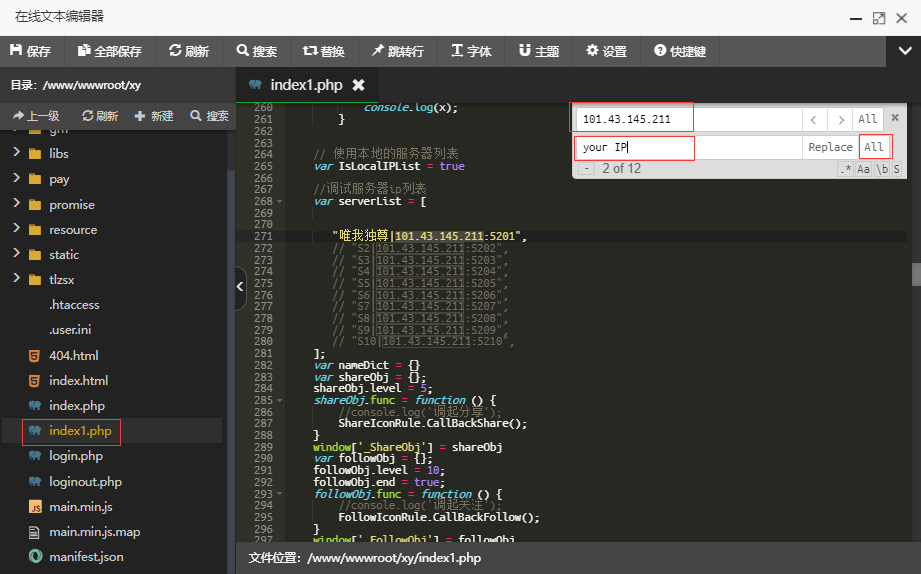 在线文本编辑器
保存 全部保存 刷新 搜索 替换 跳转行 字体 主题 设置 快捷键
目录: /www/wwwroot/xy
上一级 刷新 新建 搜索
gm
libs
pay
promise
resource
static
tlzsx
.htaccess
.user.ini
404.html
index.html
index.php
index1.php
login.php
loginout.php
main.min.js
main.min.js.map
manifest.json
index1.php
101.43.145.211 All
your IP Replace All
- 2 of 12 .* Aa \b S
260 console.log(x);
261 }
262
263
264 // 使用本地的服务器列表
265 var IsLocalIPList = true
266
267 //调试服务器ip列表
268 var serverList = [
269
270
271 "唯我独尊|101.43.145.211:5201",
272 // "S2|101.43.145.211:5202",
273 // "S3|101.43.145.211:5203",
274 // "S4|101.43.145.211:5204",
275 // "S5|101.43.145.211:5205",
276 // "S6|101.43.145.211:5206",
277 // "S7|101.43.145.211:5207",
278 // "S8|101.43.145.211:5208",
279 // "S9|101.43.145.211:5209",
280 // "S10|101.43.145.211:5210",
281 ];
282 var nameDict = {}
283 var shareObj = {};
284 shareObj.level = 5;
285 shareObj.func = function () {
286 //console.log('调起分享');
287 ShareIconRule.CallBackShare();
288 }
289 window['_ShareObj'] = shareObj
290 var followObj = {};
291 followObj.level = 10;
292 followObj.end = true;
293 followObj.func = function () {
294 //console.log('调起关注');
295 FollowIconRule.CallBackFollow();
296 }
297 window['_FollowObj'] = followObj
文件位置: /www/wwwroot/xy/index1.php